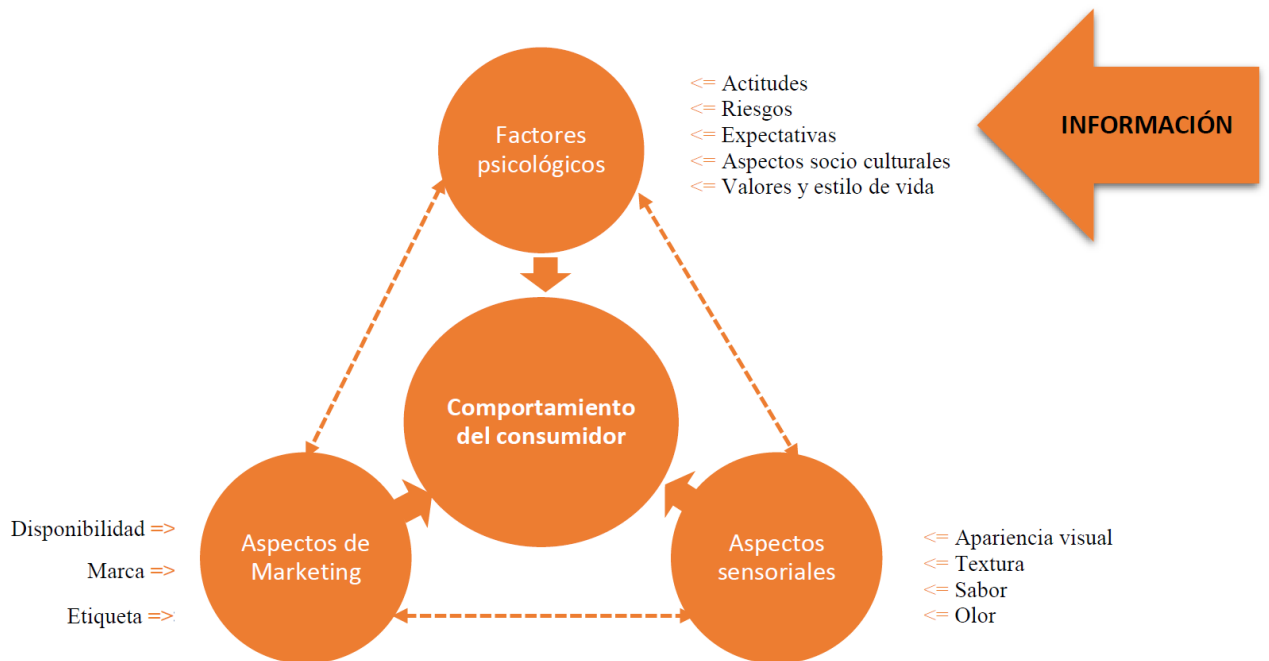 Factores
psicológicos
<= Actitudes
<= Riesgos
<= Expectativas
<= Aspectos socio culturales
<= Valores y estilo de vida
INFORMACIÓN
Comportamiento
del consumidor
Disponibilidad =>
Marca =>
Etiqueta =>
Aspectos de
Marketing
Aspectos
sensoriales
<= Apariencia visual
<= Textura
<= Sabor
<= Olor